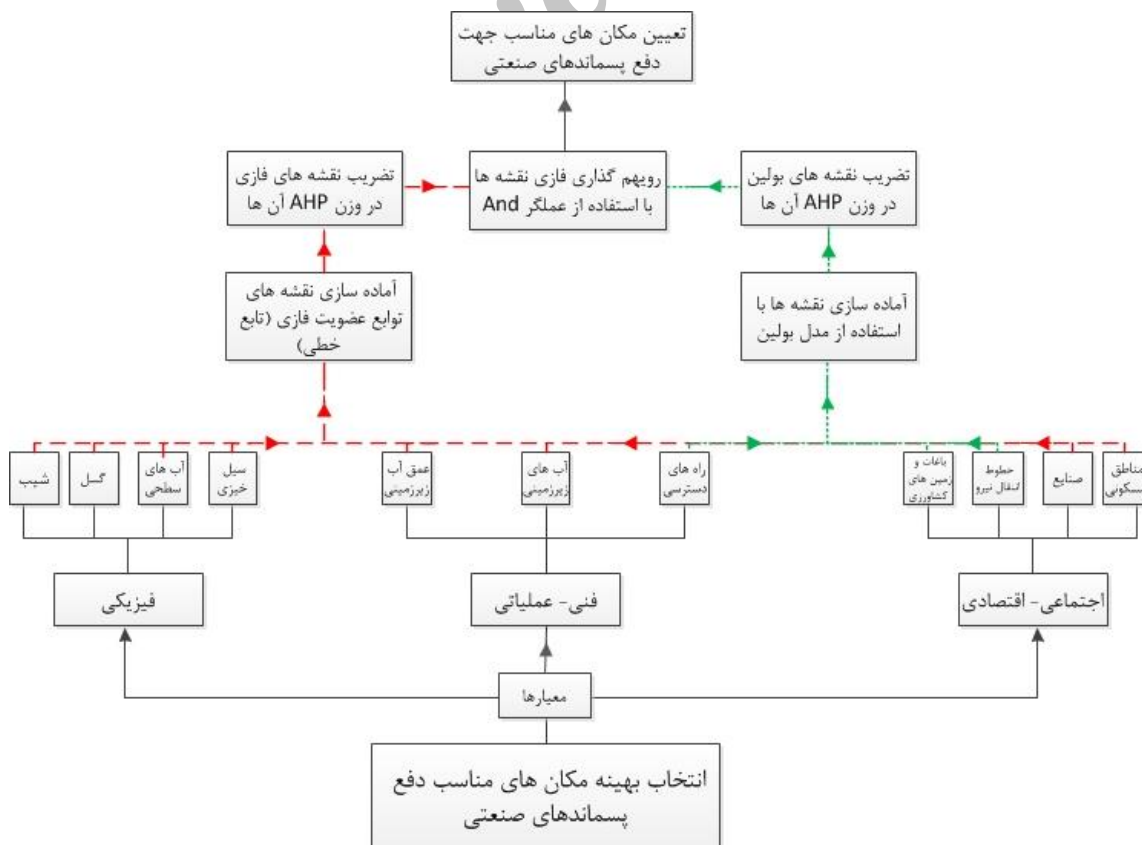 تعیین مکان های مناسب جهت
دفع پسماندهای صنعتی
تضریب نقشه های بولین
در وزن AHP آن ها
رویهم گذاری فازی نقشه ها
با استفاده از عملگر And
تضریب نقشه های فازی
در وزن AHP آن ها
آماده سازی نقشه ها با
استفاده از مدل بولین
آماده سازی نقشه های
توابع عضویت فازی (تابع
خطی)
مناطق
مسکونی
صنایع
خطوط
انتقال نیرو
باغات و
زمین های
کشاورزی
راه های
دسترسی
آب های
زیرزمینی
عمق آب
زیرزمینی
سیل
خیزی
آب های
سطحی
گسل
شیب
اجتماعی- اقتصادی
فنی- عملیاتی
فیزیکی
معیارها
انتخاب بهینه مکان های مناسب دفع
پسماندهای صنعتی